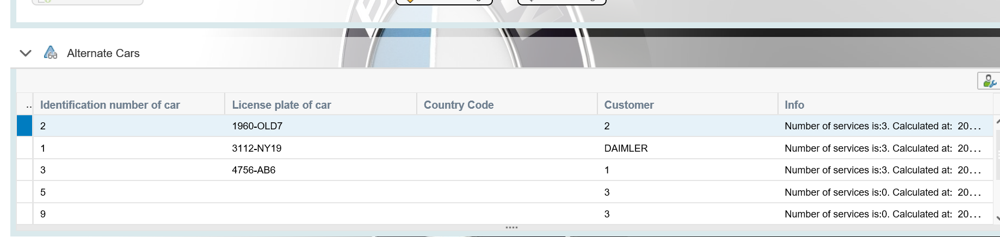 Alternate Cars
.. Identification number of car License plate of car Country Code Customer Info
2 1960-OLD7 2 Number of services is:3. Calculated at: 20...
1 3112-NY19 DAIMLER Number of services is:3. Calculated at: 20...
3 4756-AB6 1 Number of services is:3. Calculated at: 20...
5 3 Number of services is:0. Calculated at: 20...
9 3 Number of services is:0. Calculated at: 20...